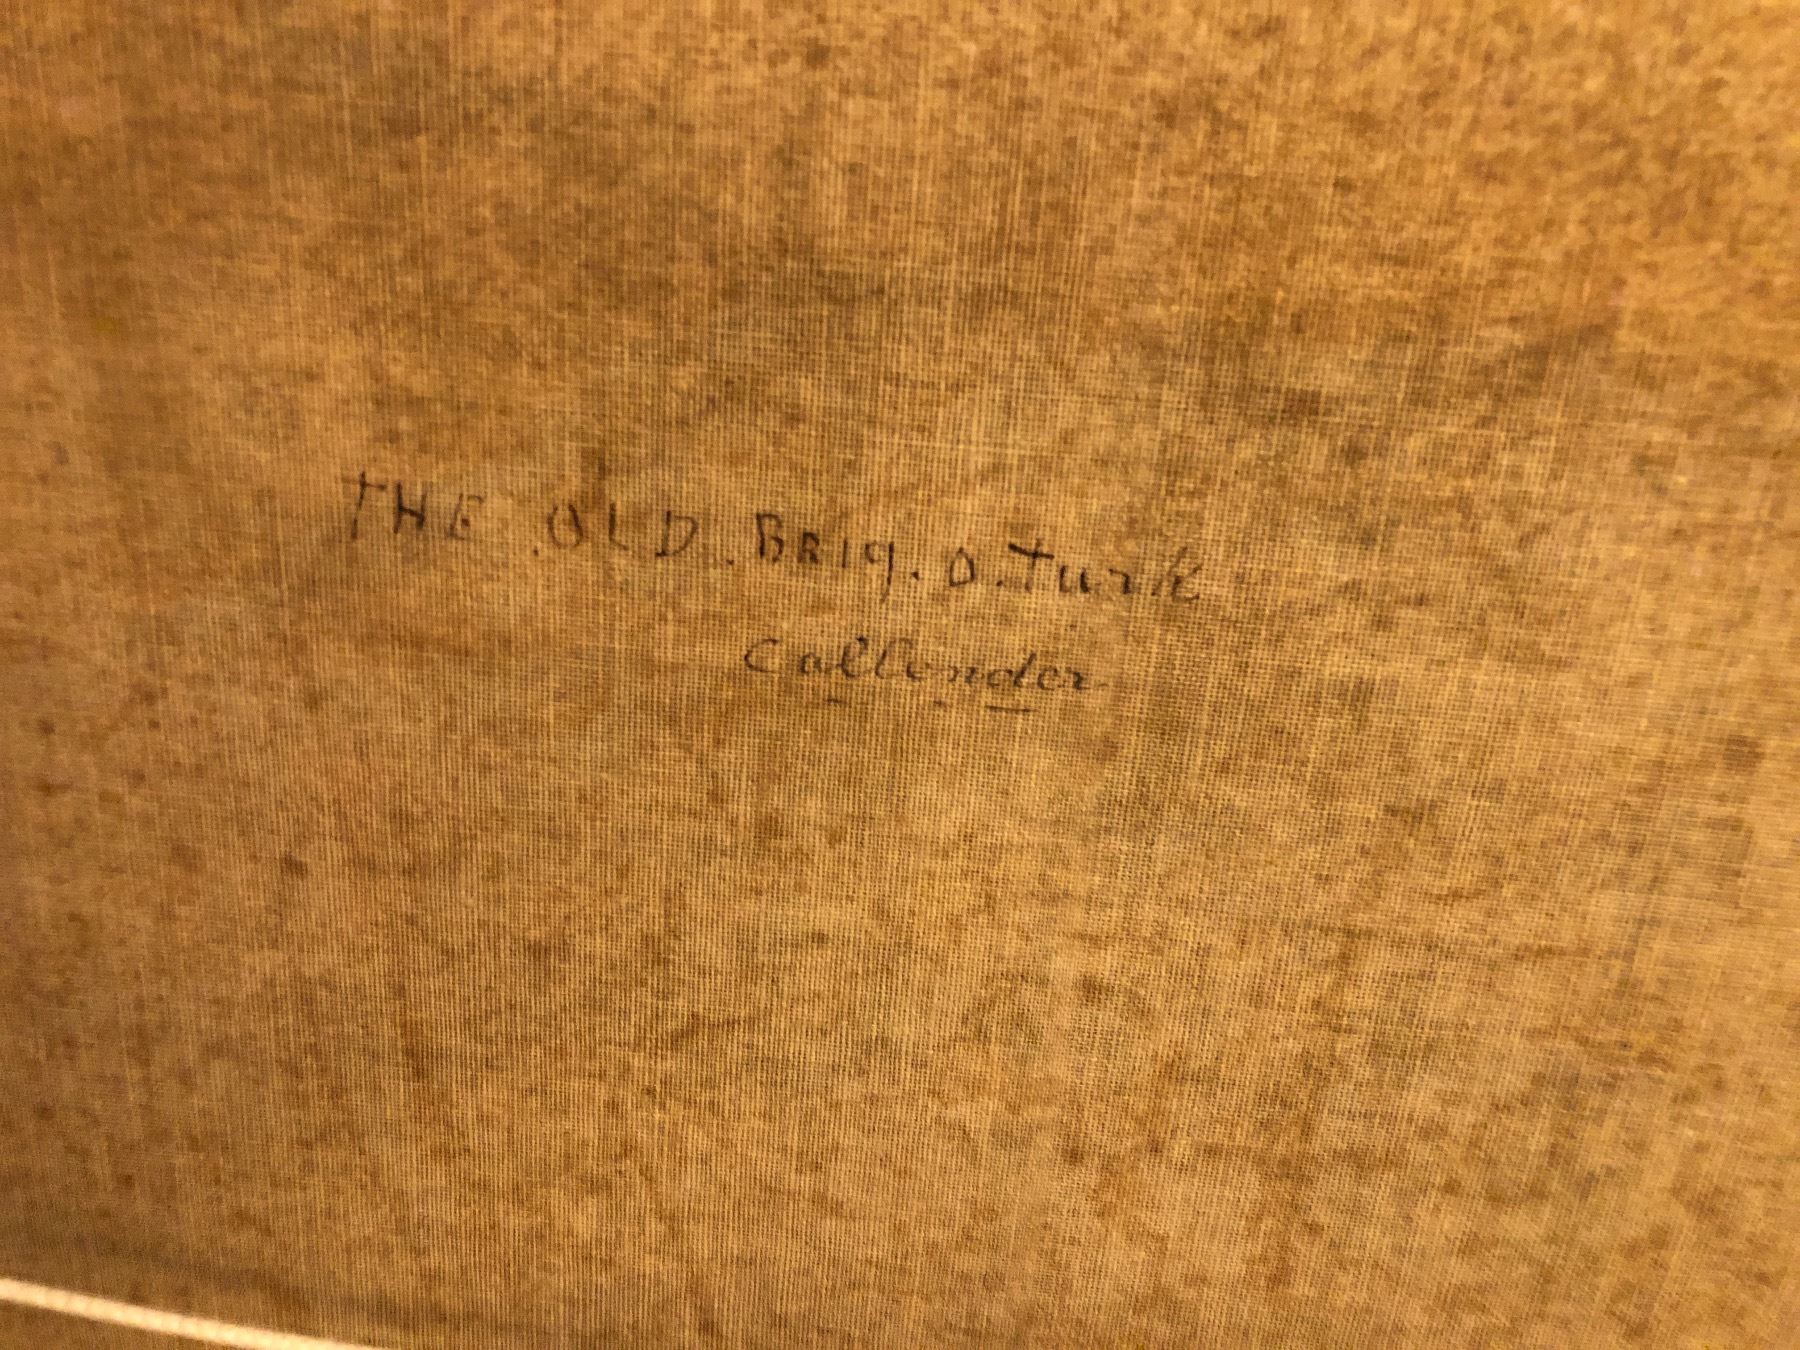 THE . OLD . BRIG . O . Turk
Callender